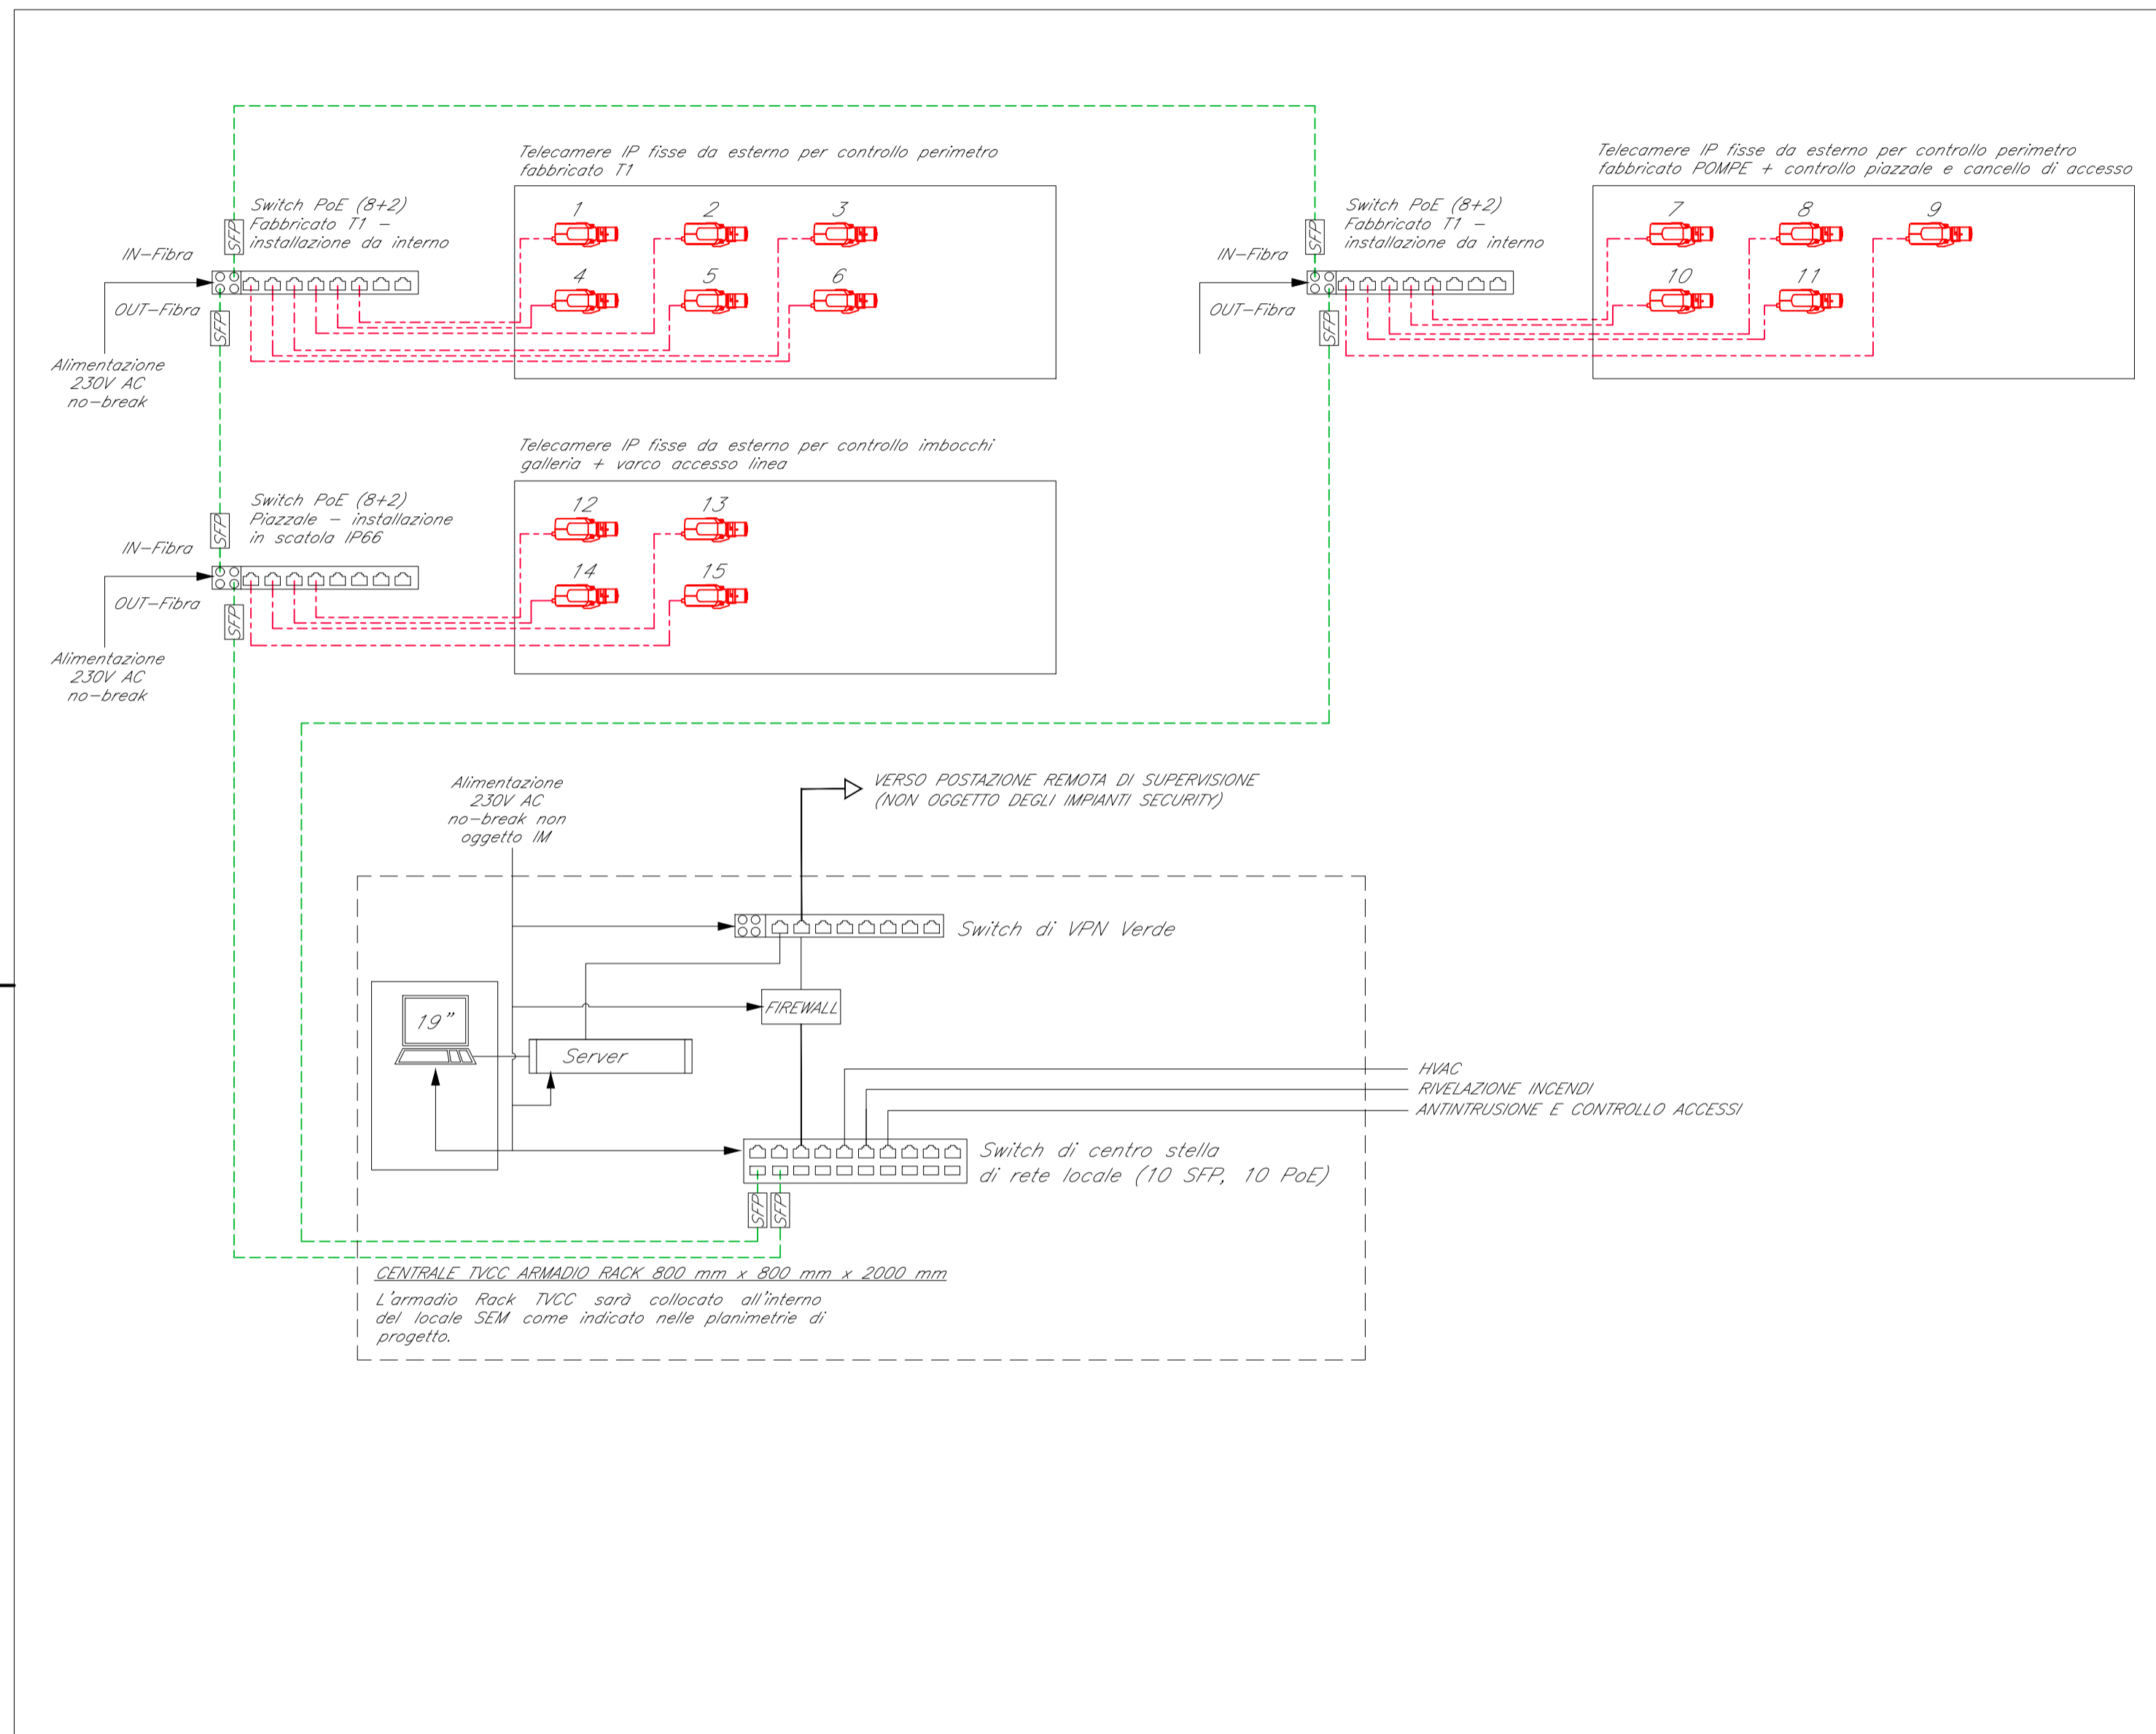 Telecamere IP fisse da esterno per controllo perimetro
fabbricato T1
Switch PoE (8+2)
Fabbricato T1 –
installazione da interno
SFP
IN–Fibra
OUT–Fibra
SFP
Alimentazione
230V AC
no–break
1
2
3
4
5
6
Telecamere IP fisse da esterno per controllo perimetro
fabbricato POMPE + controllo piazzale e cancello di accesso
Switch PoE (8+2)
Fabbricato T1 –
installazione da interno
SFP
IN–Fibra
OUT–Fibra
SFP
7
8
9
10
11
Telecamere IP fisse da esterno per controllo imbocchi
galleria + varco accesso linea
Switch PoE (8+2)
Piazzale – installazione
in scatola IP66
SFP
IN–Fibra
OUT–Fibra
SFP
Alimentazione
230V AC
no–break
12
13
14
15
Alimentazione
230V AC
no–break non
oggetto IM
VERSO POSTAZIONE REMOTA DI SUPERVISIONE
(NON OGGETTO DEGLI IMPIANTI SECURITY)
Switch di VPN Verde
FIREWALL
19"
Server
HVAC
RIVELAZIONE INCENDI
ANTINTRUSIONE E CONTROLLO ACCESSI
Switch di centro stella
di rete locale (10 SFP, 10 PoE)
SFP
SFP
CENTRALE TVCC ARMADIO RACK 800 mm x 800 mm x 2000 mm
L'armadio Rack TVCC sarà collocato all'interno
del locale SEM come indicato nelle planimetrie di
progetto.